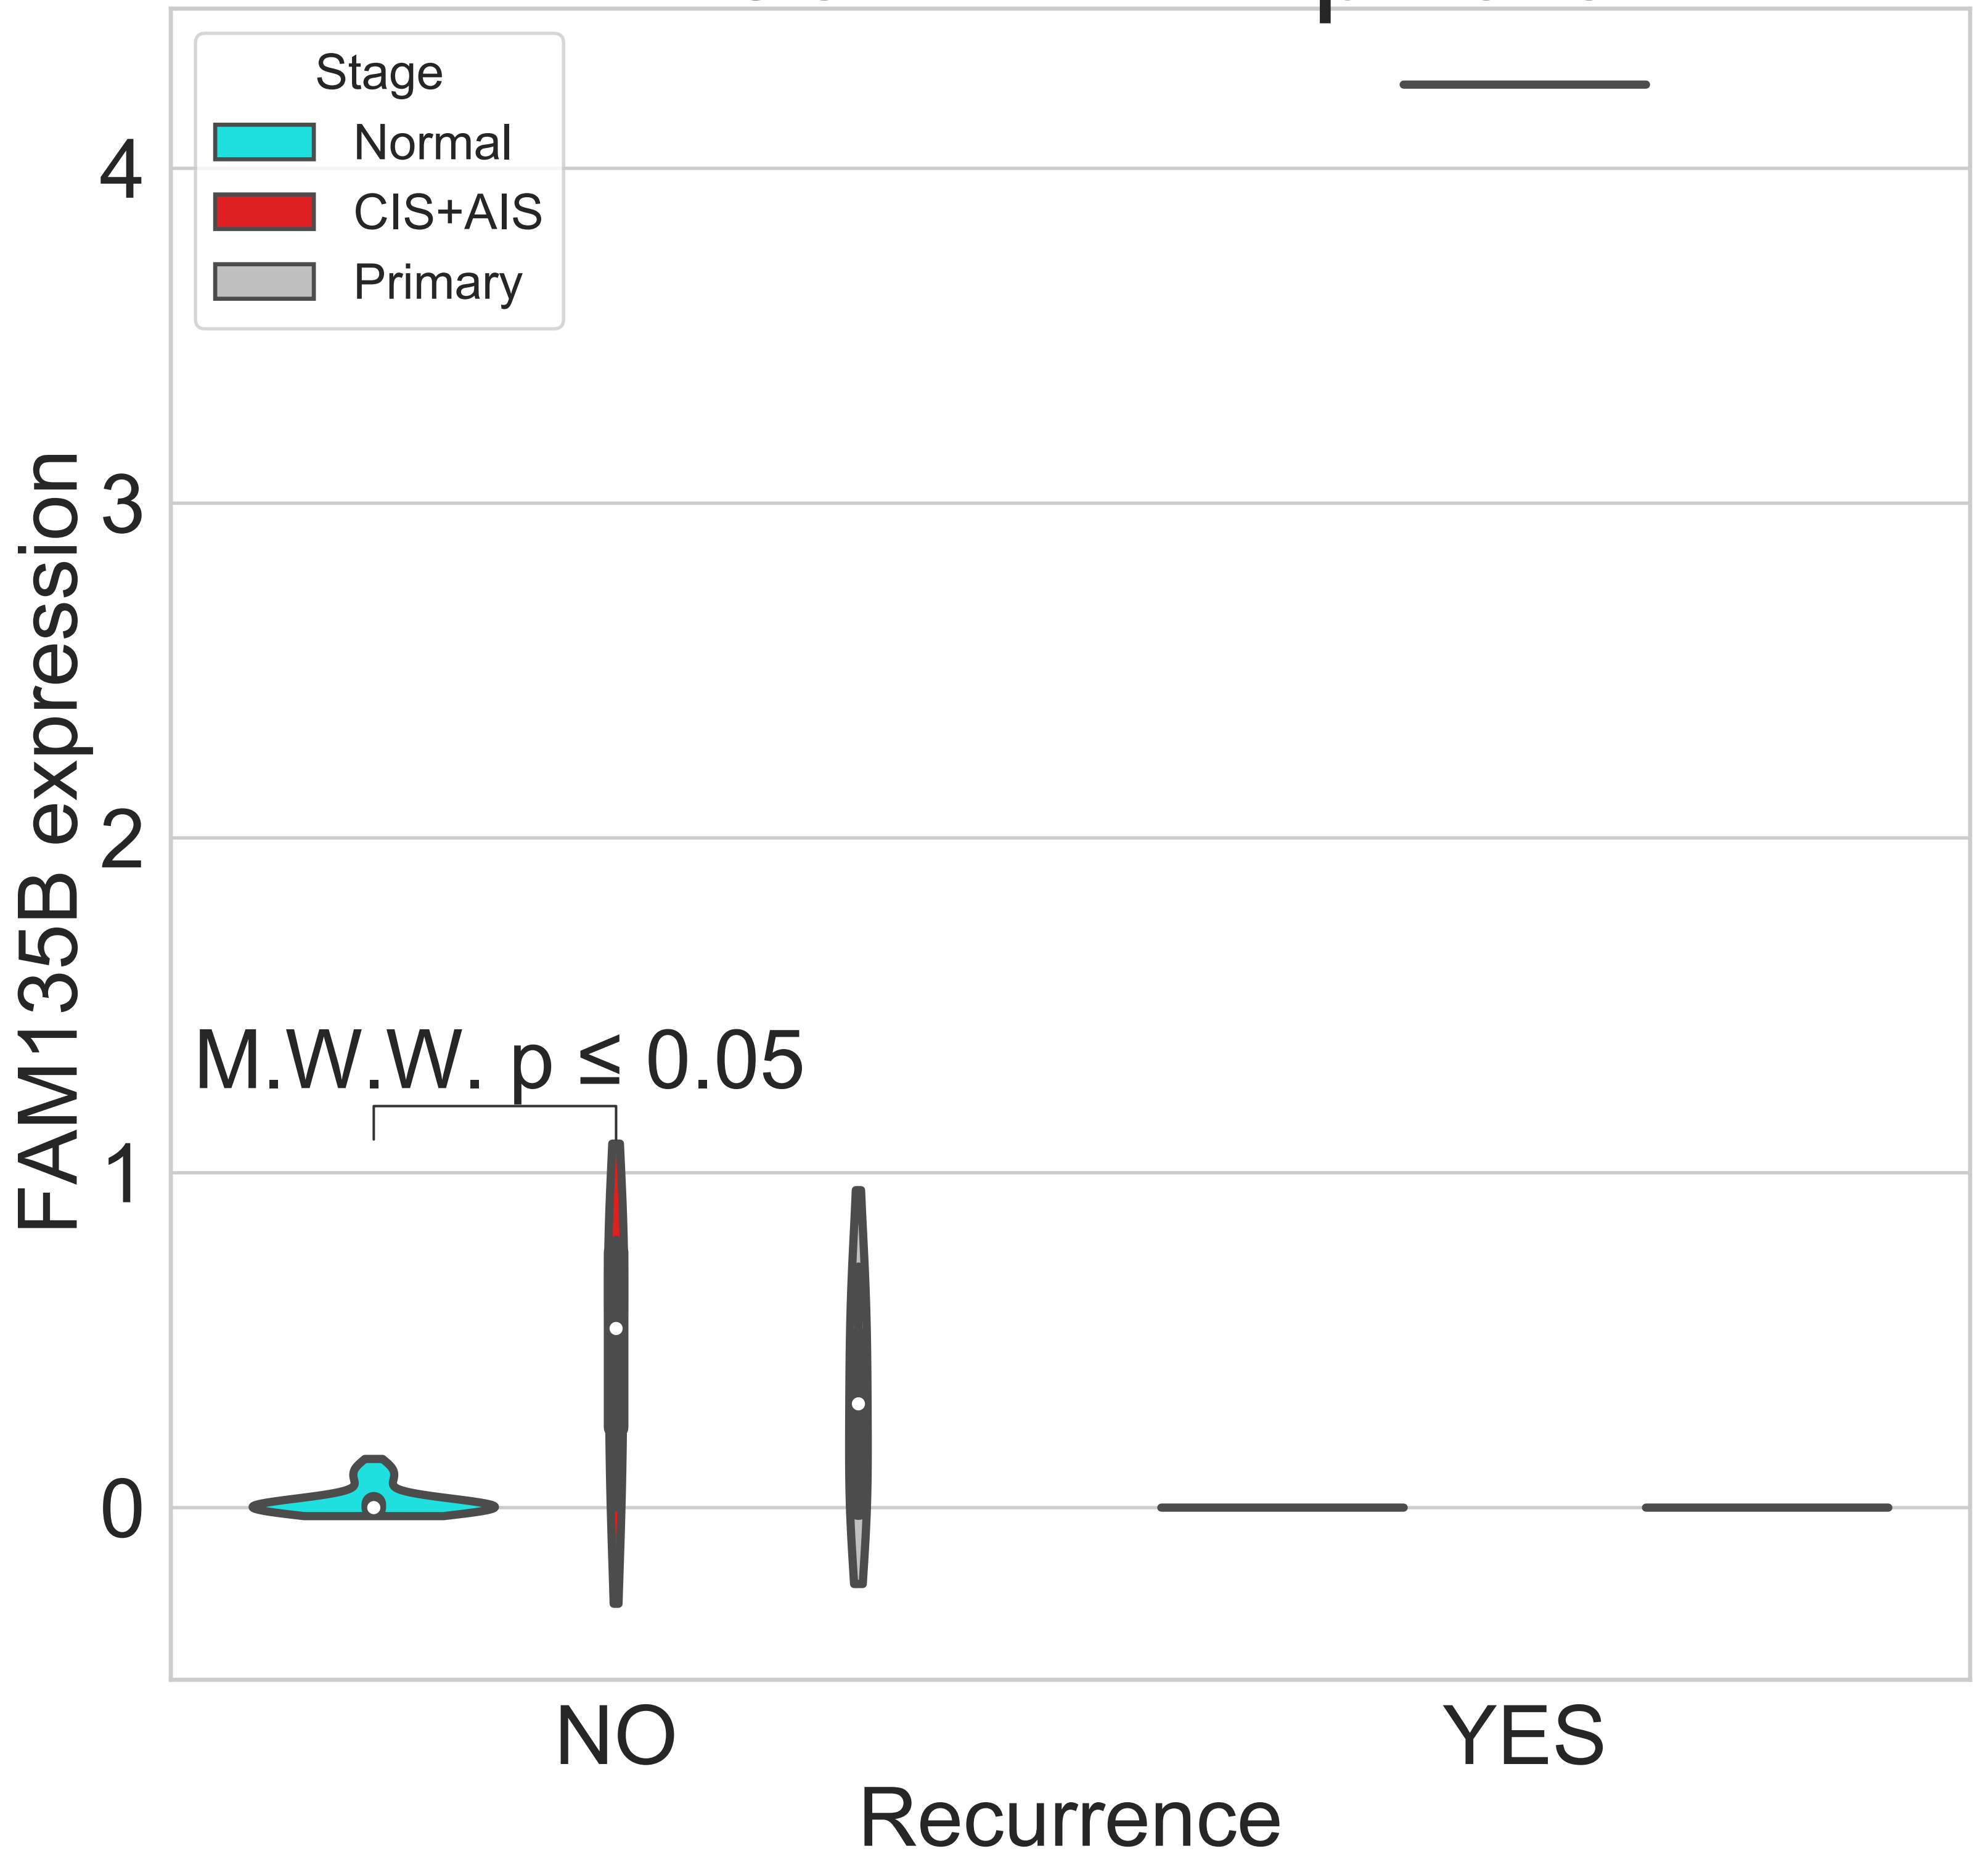 Stage
Normal
CIS+AIS
Primary
4
3
2
1
0
FAM135B expression
M.W.W. p ≤ 0.05
NO
YES
Recurrence